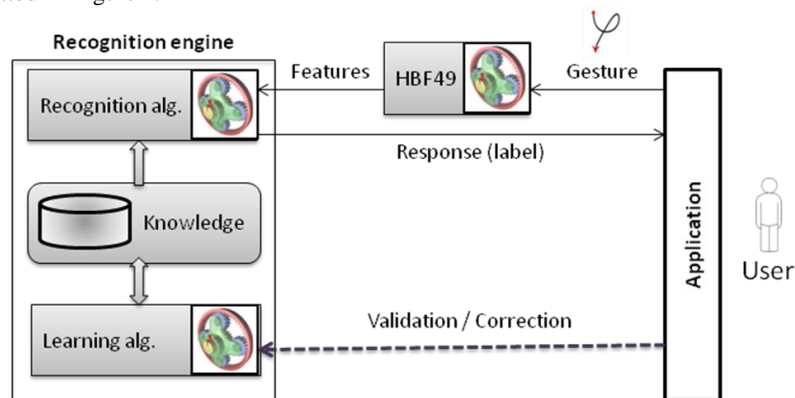 Recognition engine
Features
HBF49
Gesture
Recognition alg.
Response (label)
Knowledge
Application
User
Validation / Correction
Learning alg.